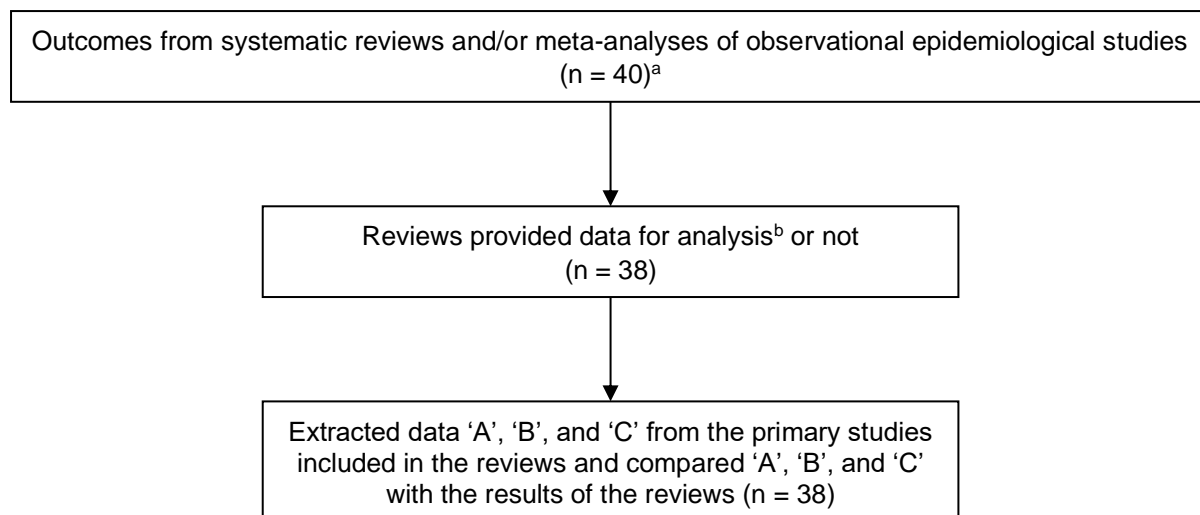 Outcomes from systematic reviews and/or meta-analyses of observational epidemiological studies
(n = 40)ᵃ
Reviews provided data for analysisᵇ or not
(n = 38)
Extracted data ‘A’, ‘B’, and ‘C’ from the primary studies
included in the reviews and compared ‘A’, ‘B’, and ‘C’
with the results of the reviews (n = 38)